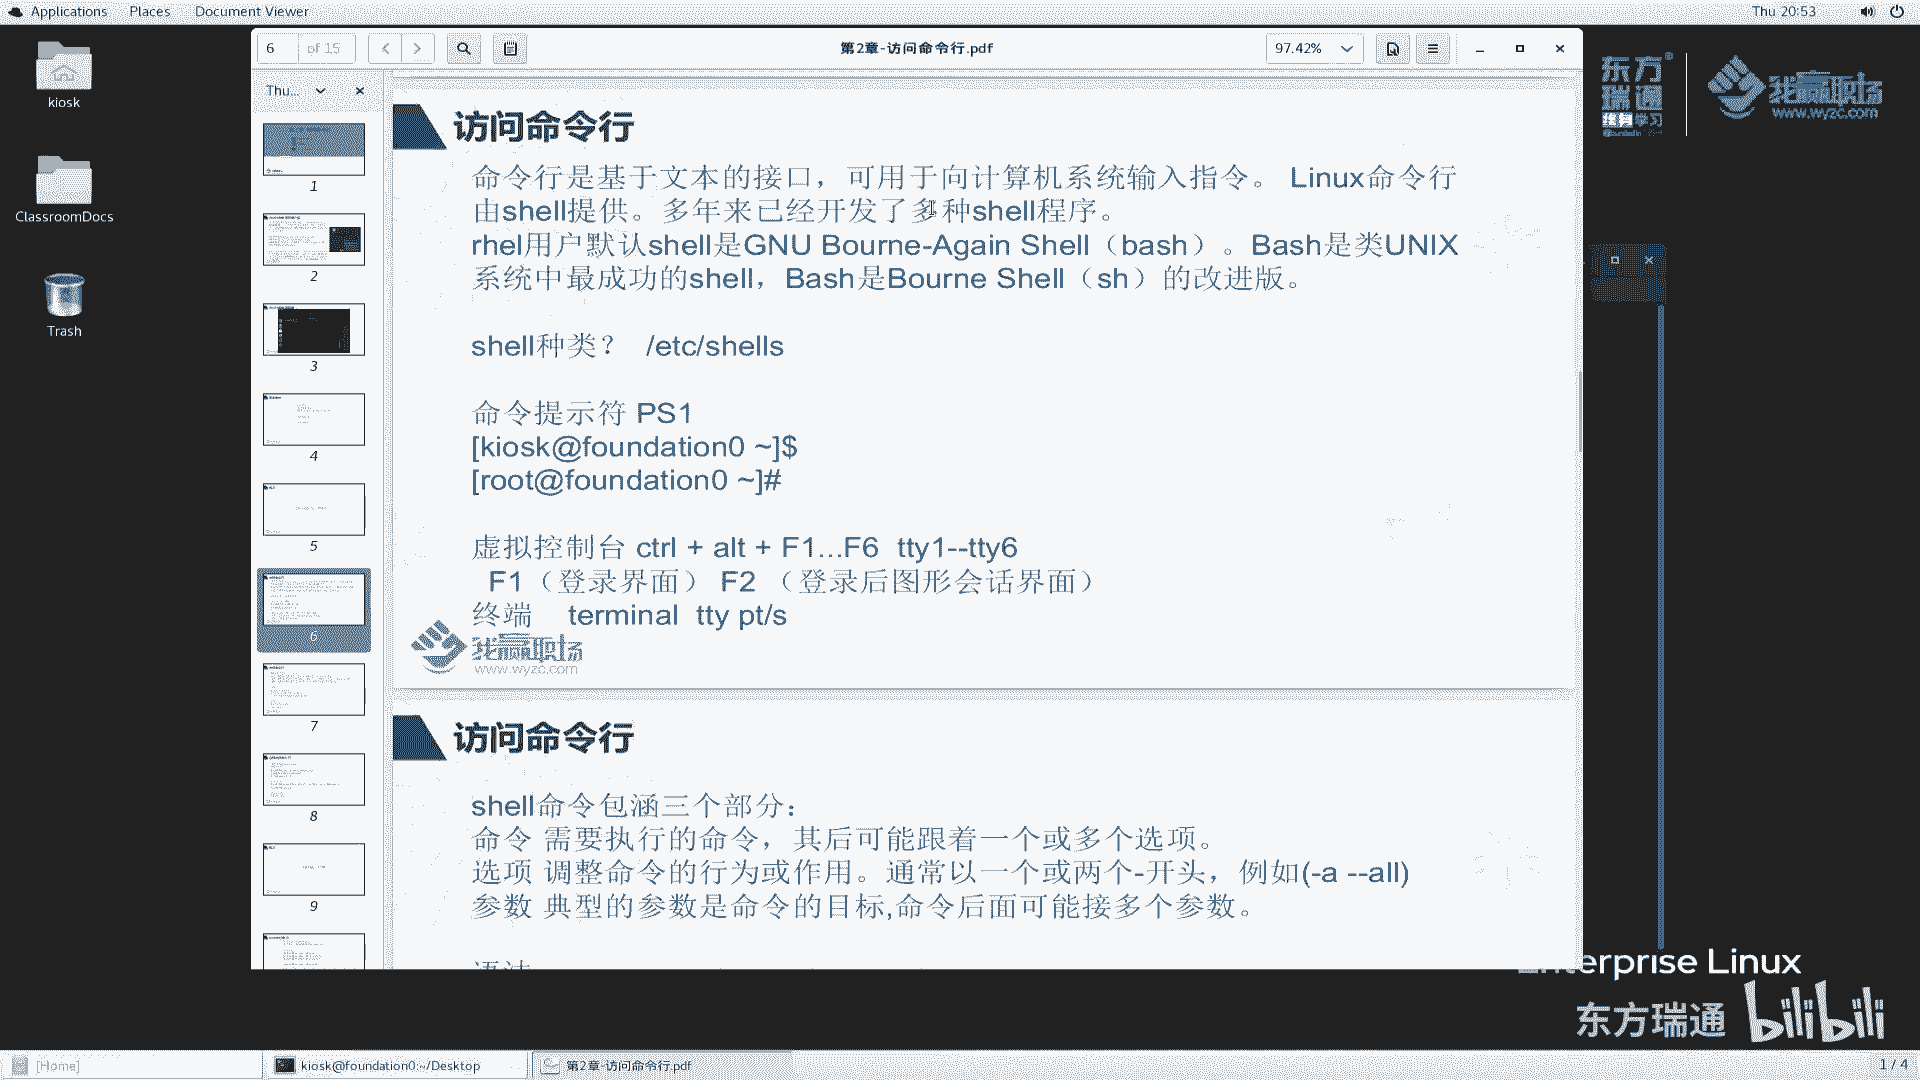 Applications Places Document Viewer Thu 20:53
6 of 15 第2章-访问命令行.pdf 97.42%
kiosk
ClassroomDocs
Trash
Thu...
1
2
3
4
5
6
7
8
9
访问命令行
命令行是基于文本的接口，可用于向计算机系统输入指令。 Linux命令行
由shell提供。多年来已经开发了多种shell程序。
rhel用户默认shell是GNU Bourne-Again Shell（bash）。Bash是类UNIX
系统中最成功的shell，Bash是Bourne Shell（sh）的改进版。
shell种类？ /etc/shells
命令提示符 PS1
[kiosk@foundation0 ~]$
[root@foundation0 ~]#
虚拟控制台 ctrl + alt + F1...F6 tty1--tty6
F1（登录界面） F2 （登录后图形会话界面）
终端 terminal tty pt/s
我赢职场
www.wyzc.com
访问命令行
shell命令包涵三个部分：
命令 需要执行的命令，其后可能跟着一个或多个选项。
选项 调整命令的行为或作用。通常以一个或两个-开头，例如(-a --all)
参数 典型的参数是命令的目标,命令后面可能接多个参数。
东方
瑞通
终身学习
我赢职场
www.wyzc.com
Enterprise Linux
东方瑞通 bilibili
[Home] kiosk@foundation0:~/Desktop 第2章-访问命令行.pdf 1 / 4